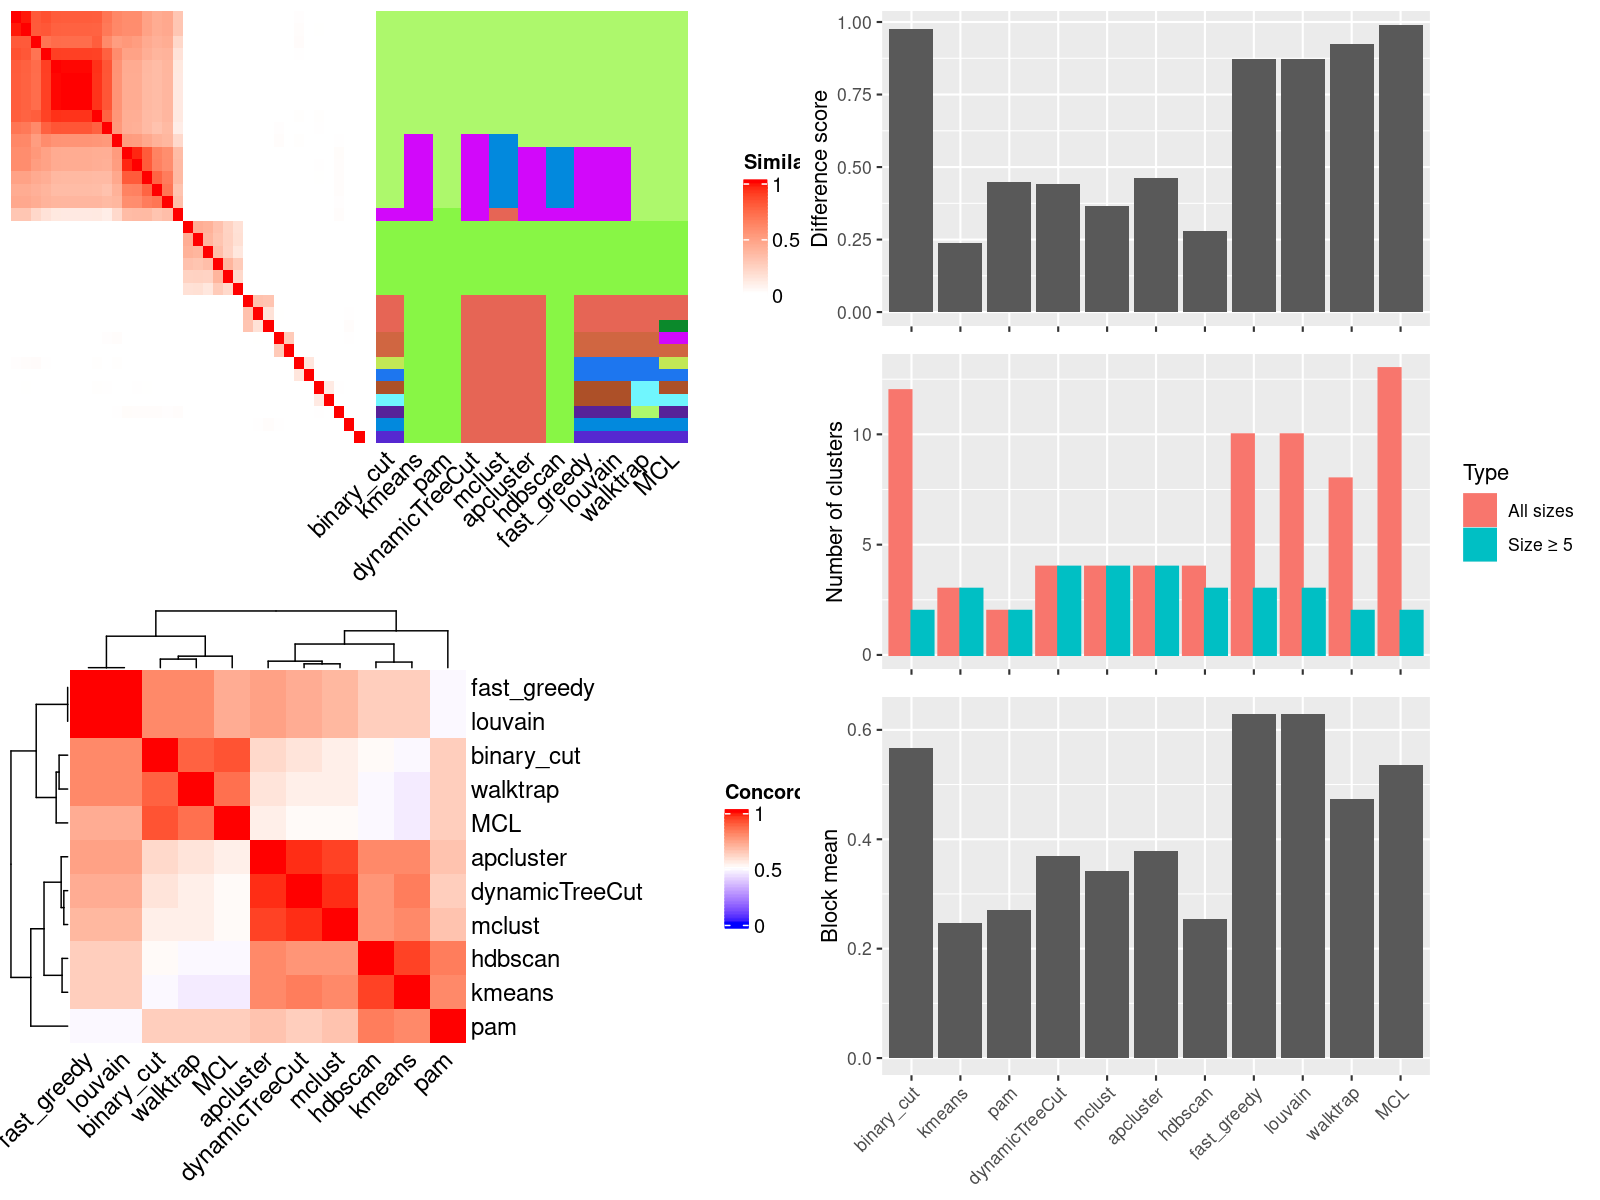 Simila
1
0.5
0
binary_cut
kmeans
pam
dynamicTreeCut
mclust
apcluster
hdbscan
fast_greedy
louvain
walktrap
MCL
fast_greedy
louvain
binary_cut
walktrap
MCL
apcluster
dynamicTreeCut
mclust
hdbscan
kmeans
pam
Concord
1
0.5
0
fast_greedy
louvain
binary_cut
walktrap
MCL
apcluster
dynamicTreeCut
mclust
hdbscan
kmeans
pam
Difference score
1.00
0.75
0.50
0.25
0.00
Number of clusters
10
5
0
Type
All sizes
Size ≥ 5
Block mean
0.6
0.4
0.2
0.0
binary_cut
kmeans
pam
dynamicTreeCut
mclust
apcluster
hdbscan
fast_greedy
louvain
walktrap
MCL